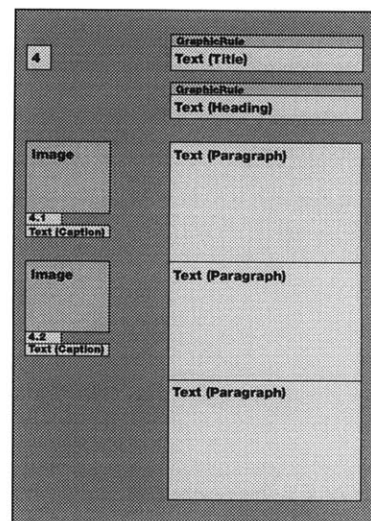 4
GraphicRule
Text (Title)
GraphicRule
Text (Heading)
Image
4.1
Text (Caption)
Image
4.2
Text (Caption)
Text (Paragraph)
Text (Paragraph)
Text (Paragraph)